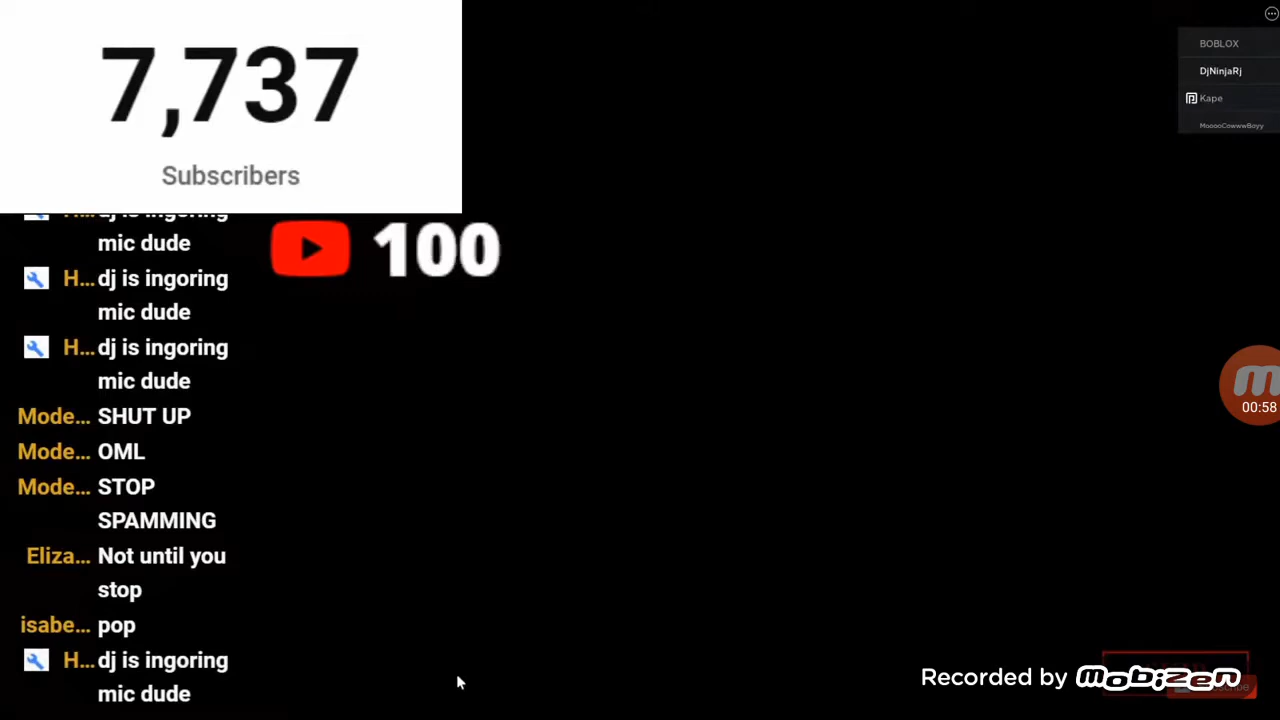 7,737
Subscribers
BOBLOX
DjNinjaRj
Kape
MooooCowwwBoyy
100
H... dj is ingoring
mic dude
H... dj is ingoring
mic dude
H... dj is ingoring
mic dude
Mode... SHUT UP
Mode... OML
Mode... STOP
SPAMMING
Eliza... Not until you
stop
isabe... pop
H... dj is ingoring
mic dude
00:58
Recorded by mobizen